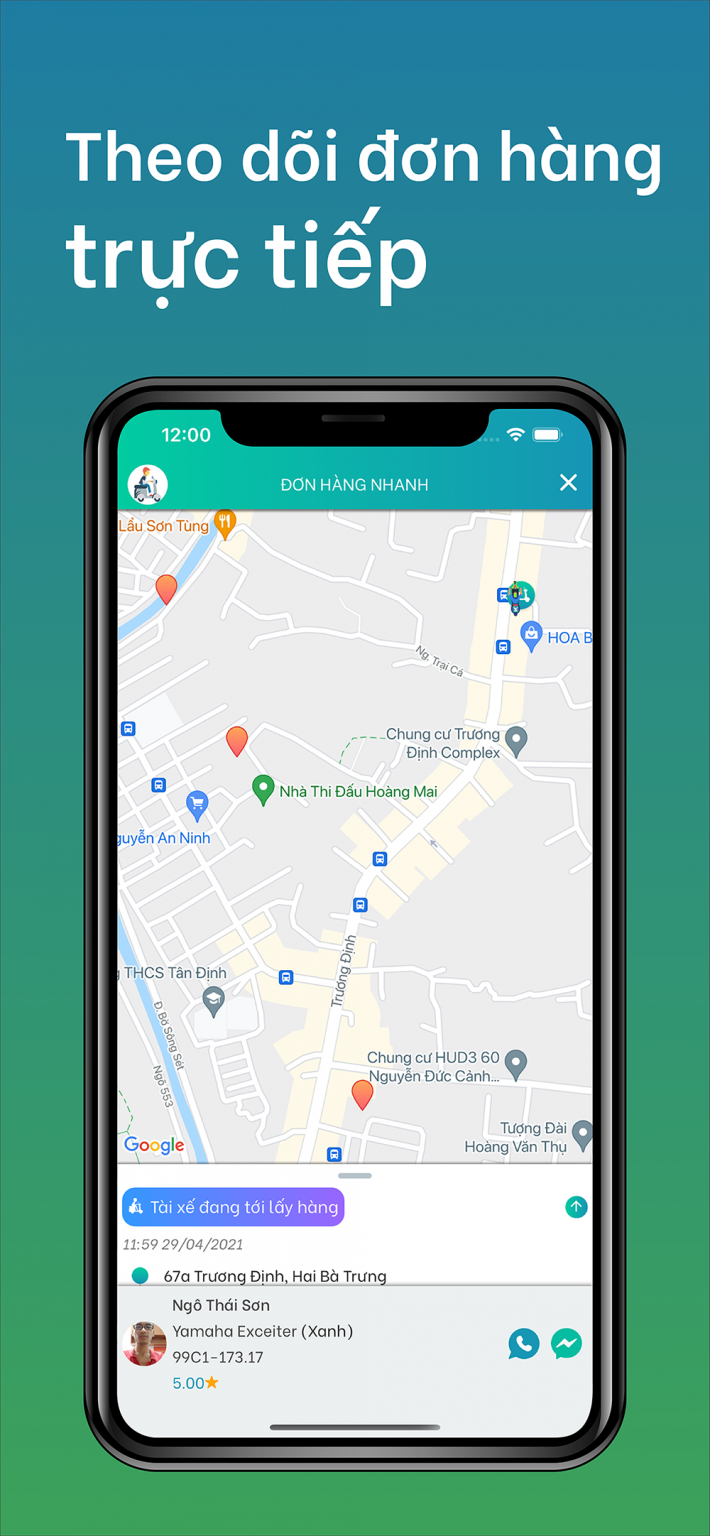 Theo dõi đơn hàng
trực tiếp
12:00
ĐƠN HÀNG NHANH
Lẩu Sơn Tùng
HOA B
Ng. Trại Cá
Chung cư Trương
Định Complex
Nhà Thi Đấu Hoàng Mai
guyễn An Ninh
Trương Định
g THCS Tân Định
Đ. Bờ Sông Sét
Ngõ 553
Chung cư HUD3 60
Nguyễn Đức Cảnh...
Tượng Đài
Hoàng Văn Thụ
Google
Tài xế đang tới lấy hàng
11:59 29/04/2021
67a Trương Định, Hai Bà Trưng
Ngô Thái Sơn
Yamaha Exceiter (Xanh)
99C1-173.17
5.00